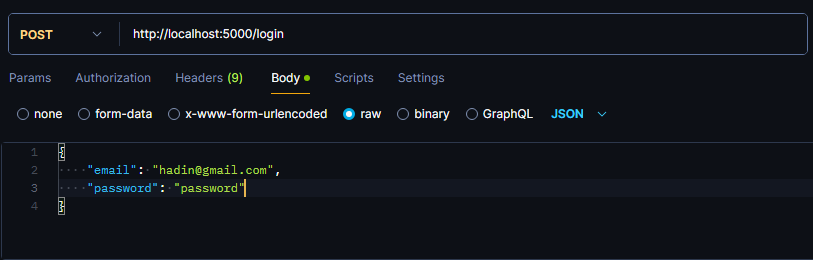 POST http://localhost:5000/login
Params Authorization Headers (9) Body Scripts Settings
none form-data x-www-form-urlencoded raw binary GraphQL JSON
1 {
2 "email": "hadin@gmail.com",
3 "password": "password"
4 }